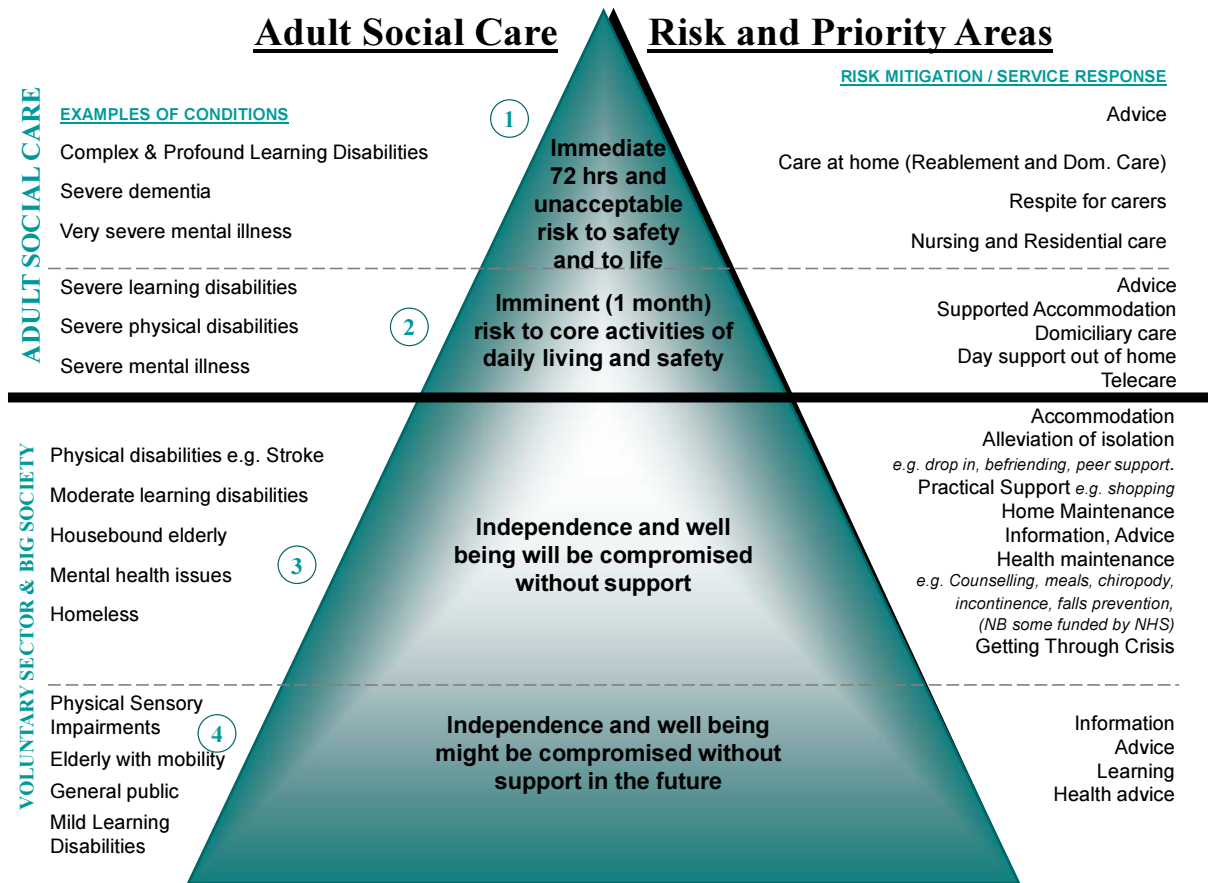 Adult Social Care
Risk and Priority Areas
ADULT SOCIAL CARE
EXAMPLES OF CONDITIONS
Complex & Profound Learning Disabilities
Severe dementia
Very severe mental illness
1
Immediate
72 hrs and
unacceptable
risk to safety
and to life
RISK MITIGATION / SERVICE RESPONSE
Advice
Care at home (Reablement and Dom. Care)
Respite for carers
Nursing and Residential care
Severe learning disabilities
Severe physical disabilities
Severe mental illness
2
Imminent (1 month)
risk to core activities of
daily living and safety
Advice
Supported Accommodation
Domiciliary care
Day support out of home
Telecare
VOLUNTARY SECTOR & BIG SOCIETY
Physical disabilities e.g. Stroke
Moderate learning disabilities
Housebound elderly
Mental health issues
Homeless
3
Independence and well
being will be compromised
without support
Accommodation
Alleviation of isolation
e.g. drop in, befriending, peer support.
Practical Support e.g. shopping
Home Maintenance
Information, Advice
Health maintenance
e.g. Counselling, meals, chiropody,
incontinence, falls prevention,
(NB some funded by NHS)
Getting Through Crisis
Physical Sensory
Impairments
Elderly with mobility
General public
Mild Learning
Disabilities
4
Independence and well being
might be compromised without
support in the future
Information
Advice
Learning
Health advice